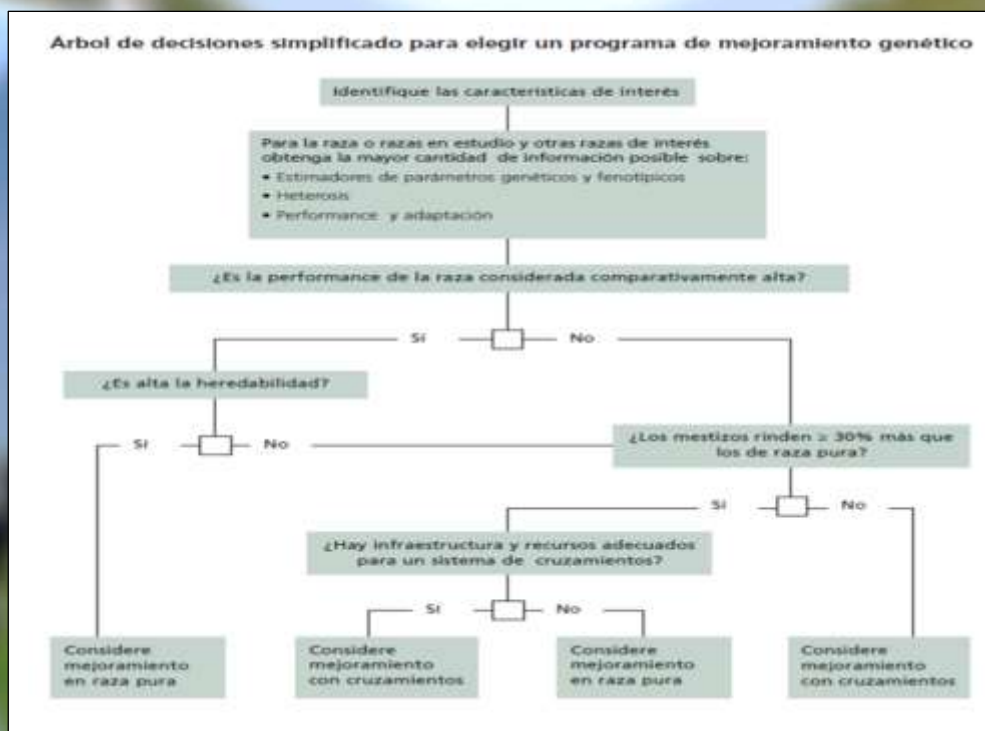 Arbol de decisiones simplificado para elegir un programa de mejoramiento genético
Identifique las características de interés
Para la raza o razas en estudio y otras razas de interés
obtenga la mayor cantidad de información posible sobre:
• Estimadores de parámetros genéticos y fenotípicos
• Heterosis
• Performance y adaptación
¿Es la performance de la raza considerada comparativamente alta?
Sí
No
¿Es alta la heredabilidad?
Sí
No
¿Los mestizos rinden ≥ 30% más que
los de raza pura?
Sí
No
¿Hay infraestructura y recursos adecuados
para un sistema de cruzamientos?
Sí
No
Considere
mejoramiento
en raza pura
Considere
mejoramiento
con cruzamientos
Considere
mejoramiento
en raza pura
Considere
mejoramiento
con cruzamientos